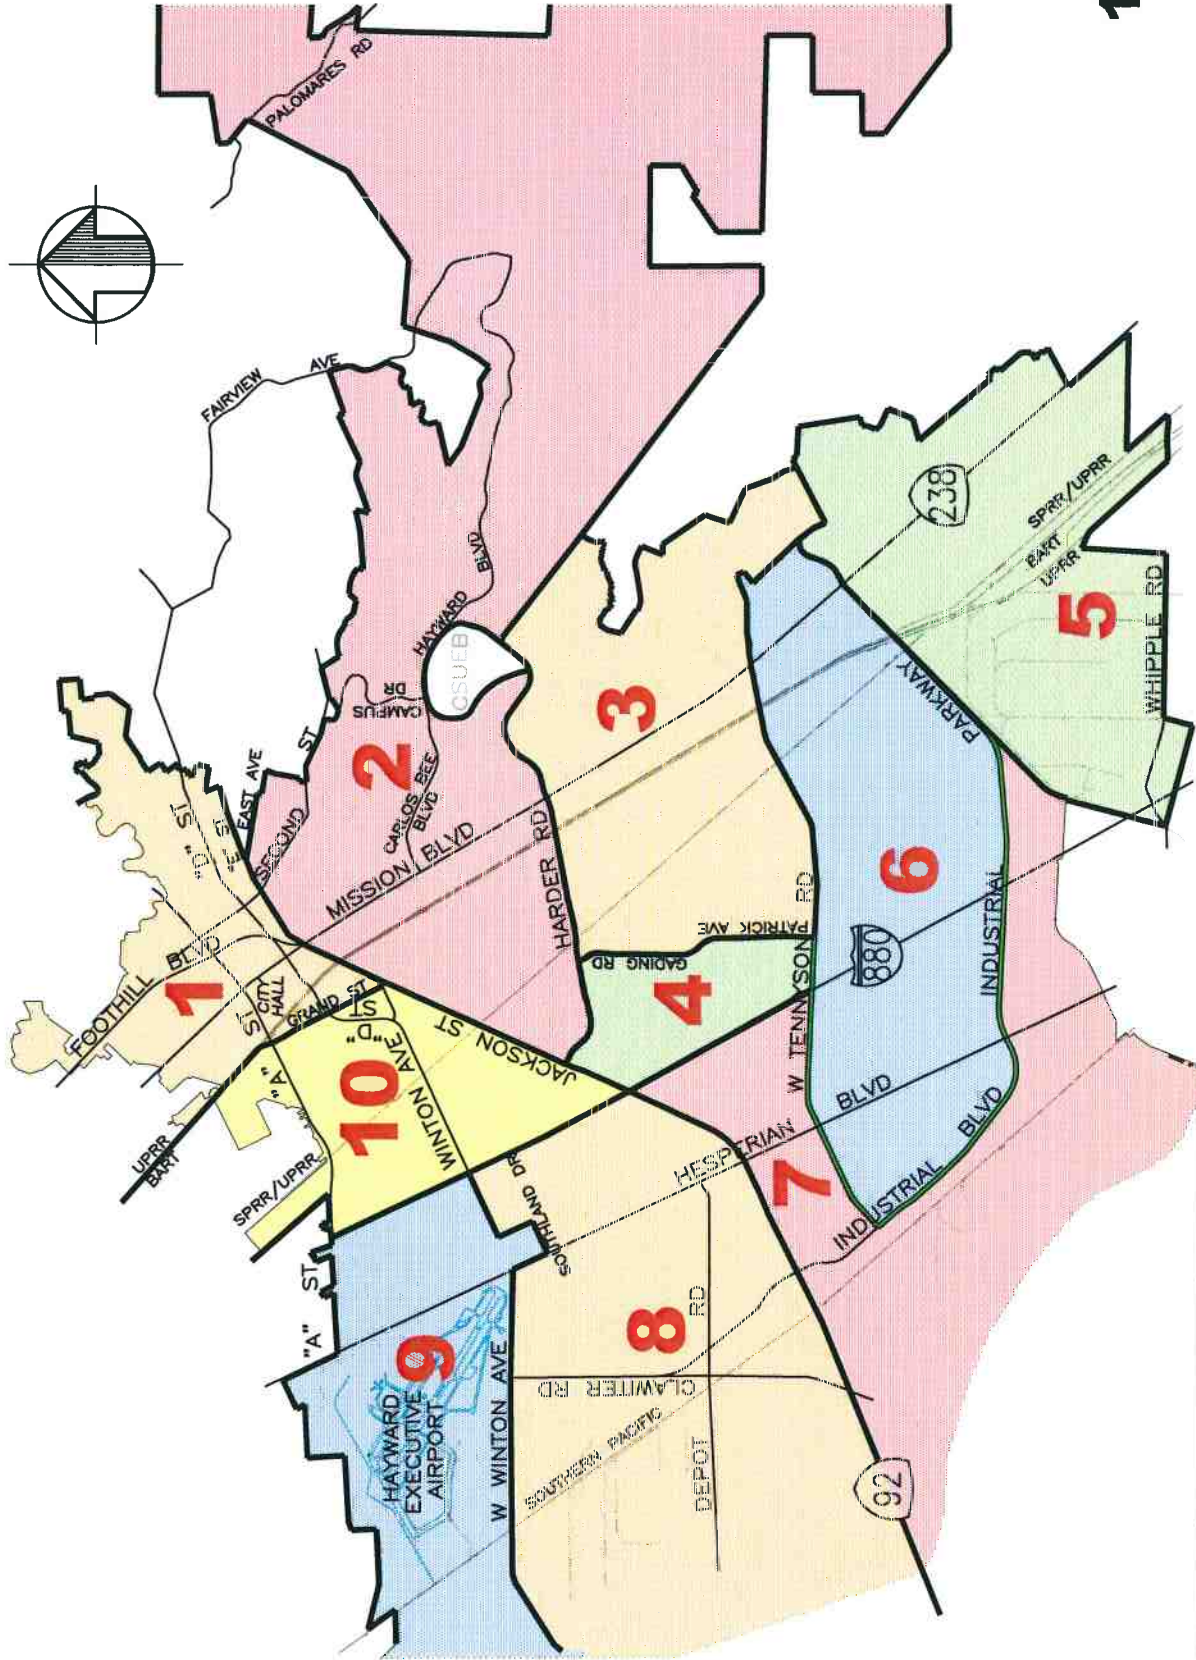 PALOMARES RD
FAIRVIEW AVE
"D" ST
"E" ST
EAST AVE
SECOND ST
FOOTHILL BLVD
1
CITY
HALL
"A" ST
GRAND ST
"D" ST
UPRR
BART
SPRR/UPRR
10
WINTON AVE
JACKSON ST
2
CAMPUS
DR
CARLOS BEE
BLVD
MISSION BLVD
HAYWARD BLVD
CSUEB
HARDER RD
3
GADING RD
PATRICK AVE
4
W TENNYSON RD
238
SPRR/UPRR
BART
UPRR
5
WHIPPLE RD
PARKWAY
INDUSTRIAL
6
880
HESPERIAN BLVD
INDUSTRIAL BLVD
7
SOUTHLAND DR
"A" ST
9
HAYWARD
EXECUTIVE
AIRPORT
W WINTON AVE
8
CLAWITER RD
DEPOT RD
SOUTHERN PACIFIC
92